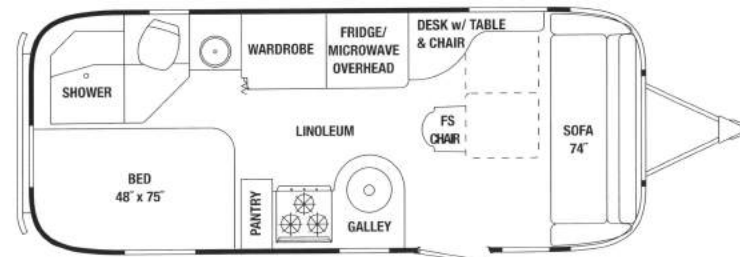 SHOWER
WARDROBE
FRIDGE/
MICROWAVE
OVERHEAD
DESK w/ TABLE
& CHAIR
LINOLEUM
FS
CHAIR
SOFA
74"
BED
48" x 75"
PANTRY
GALLEY